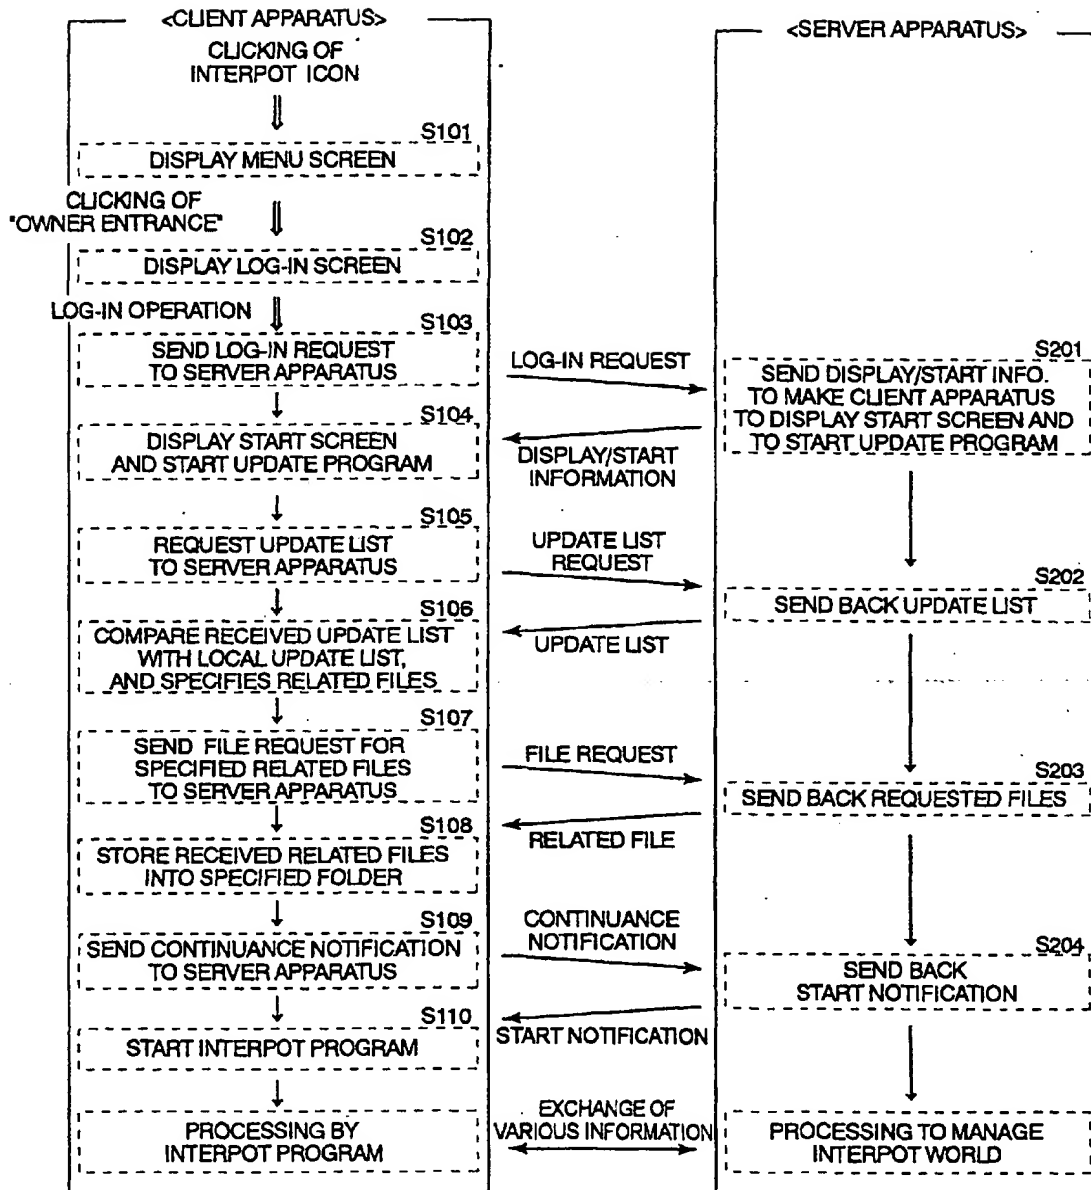 <CLIENT APPARATUS>
CLICKING OF
INTERPOT ICON
S101
DISPLAY MENU SCREEN
CLICKING OF
"OWNER ENTRANCE"
S102
DISPLAY LOG-IN SCREEN
LOG-IN OPERATION
S103
SEND LOG-IN REQUEST
TO SERVER APPARATUS
S104
DISPLAY START SCREEN
AND START UPDATE PROGRAM
S105
REQUEST UPDATE LIST
TO SERVER APPARATUS
S106
COMPARE RECEIVED UPDATE LIST
WITH LOCAL UPDATE LIST,
AND SPECIFIES RELATED FILES
S107
SEND FILE REQUEST FOR
SPECIFIED RELATED FILES
TO SERVER APPARATUS
S108
STORE RECEIVED RELATED FILES
INTO SPECIFIED FOLDER
S109
SEND CONTINUANCE NOTIFICATION
TO SERVER APPARATUS
S110
START INTERPOT PROGRAM
PROCESSING BY
INTERPOT PROGRAM
LOG-IN REQUEST
DISPLAY/START
INFORMATION
UPDATE LIST
REQUEST
UPDATE LIST
FILE REQUEST
RELATED FILE
CONTINUANCE
NOTIFICATION
START NOTIFICATION
EXCHANGE OF
VARIOUS INFORMATION
<SERVER APPARATUS>
S201
SEND DISPLAY/START INFO.
TO MAKE CLIENT APPARATUS
TO DISPLAY START SCREEN AND
TO START UPDATE PROGRAM
S202
SEND BACK UPDATE LIST
S203
SEND BACK REQUESTED FILES
S204
SEND BACK
START NOTIFICATION
PROCESSING TO MANAGE
INTERPOT WORLD